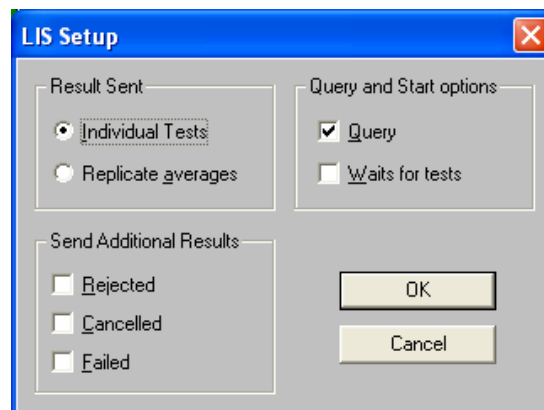 LIS Setup
Result Sent
Individual Tests
Replicate averages
Query and Start options
Query
Waits for tests
Send Additional Results
Rejected
Cancelled
Failed
OK
Cancel